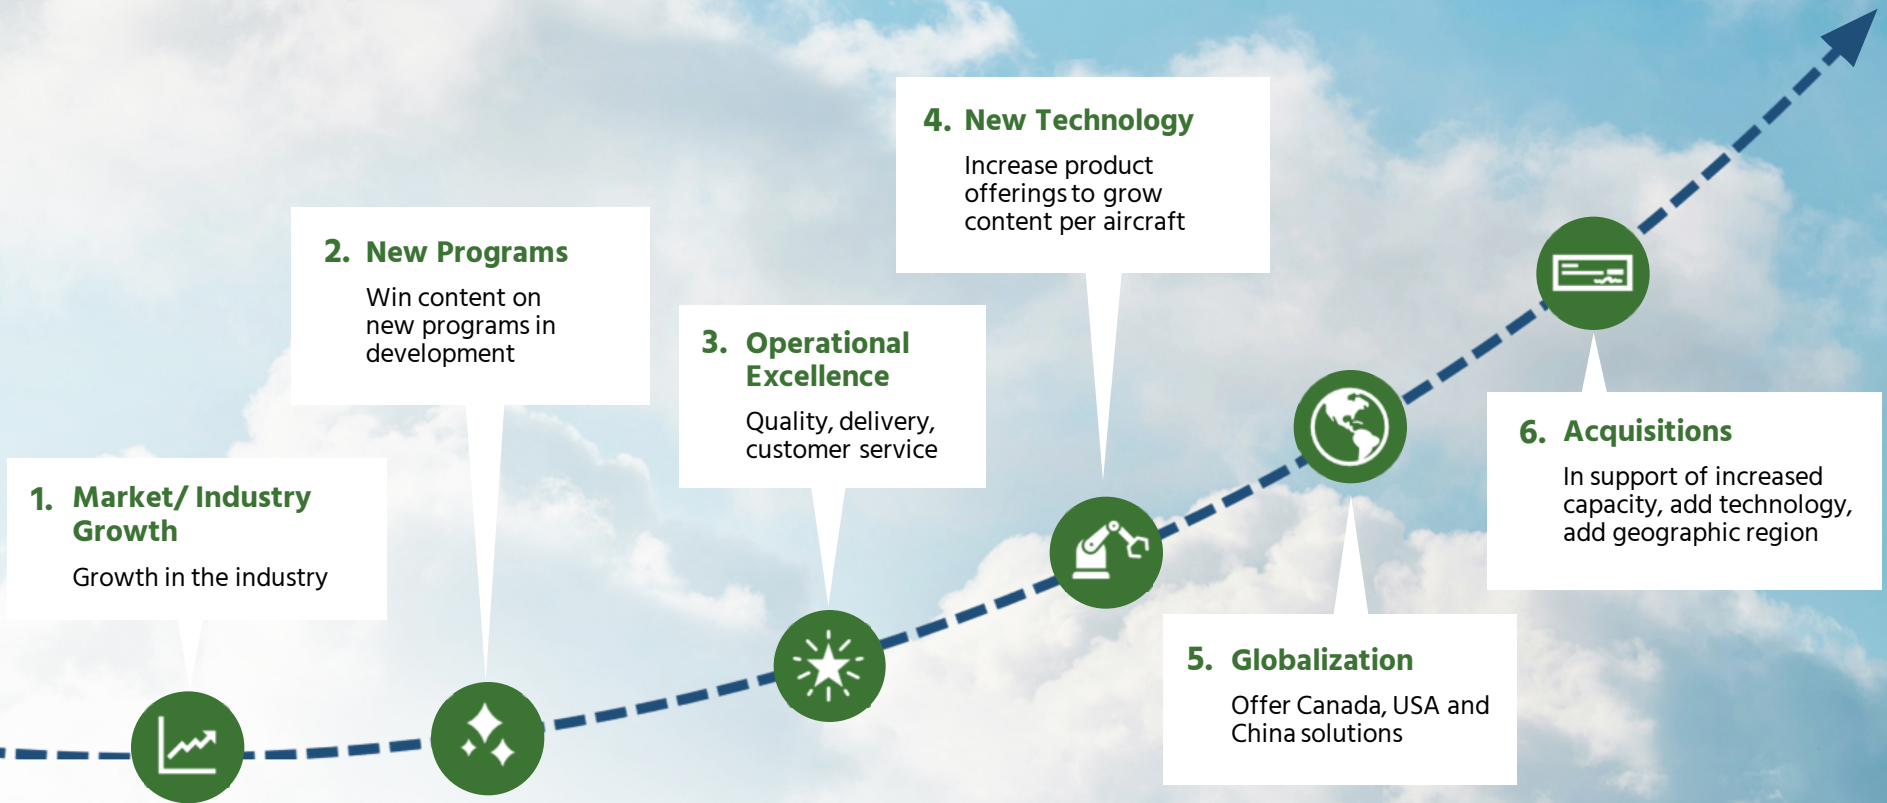 1. Market/ Industry
Growth
Growth in the industry
2. New Programs
Win content on
new programs in
development
3. Operational
Excellence
Quality, delivery,
customer service
4. New Technology
Increase product
offerings to grow
content per aircraft
5. Globalization
Offer Canada, USA and
China solutions
6. Acquisitions
In support of increased
capacity, add technology,
add geographic region